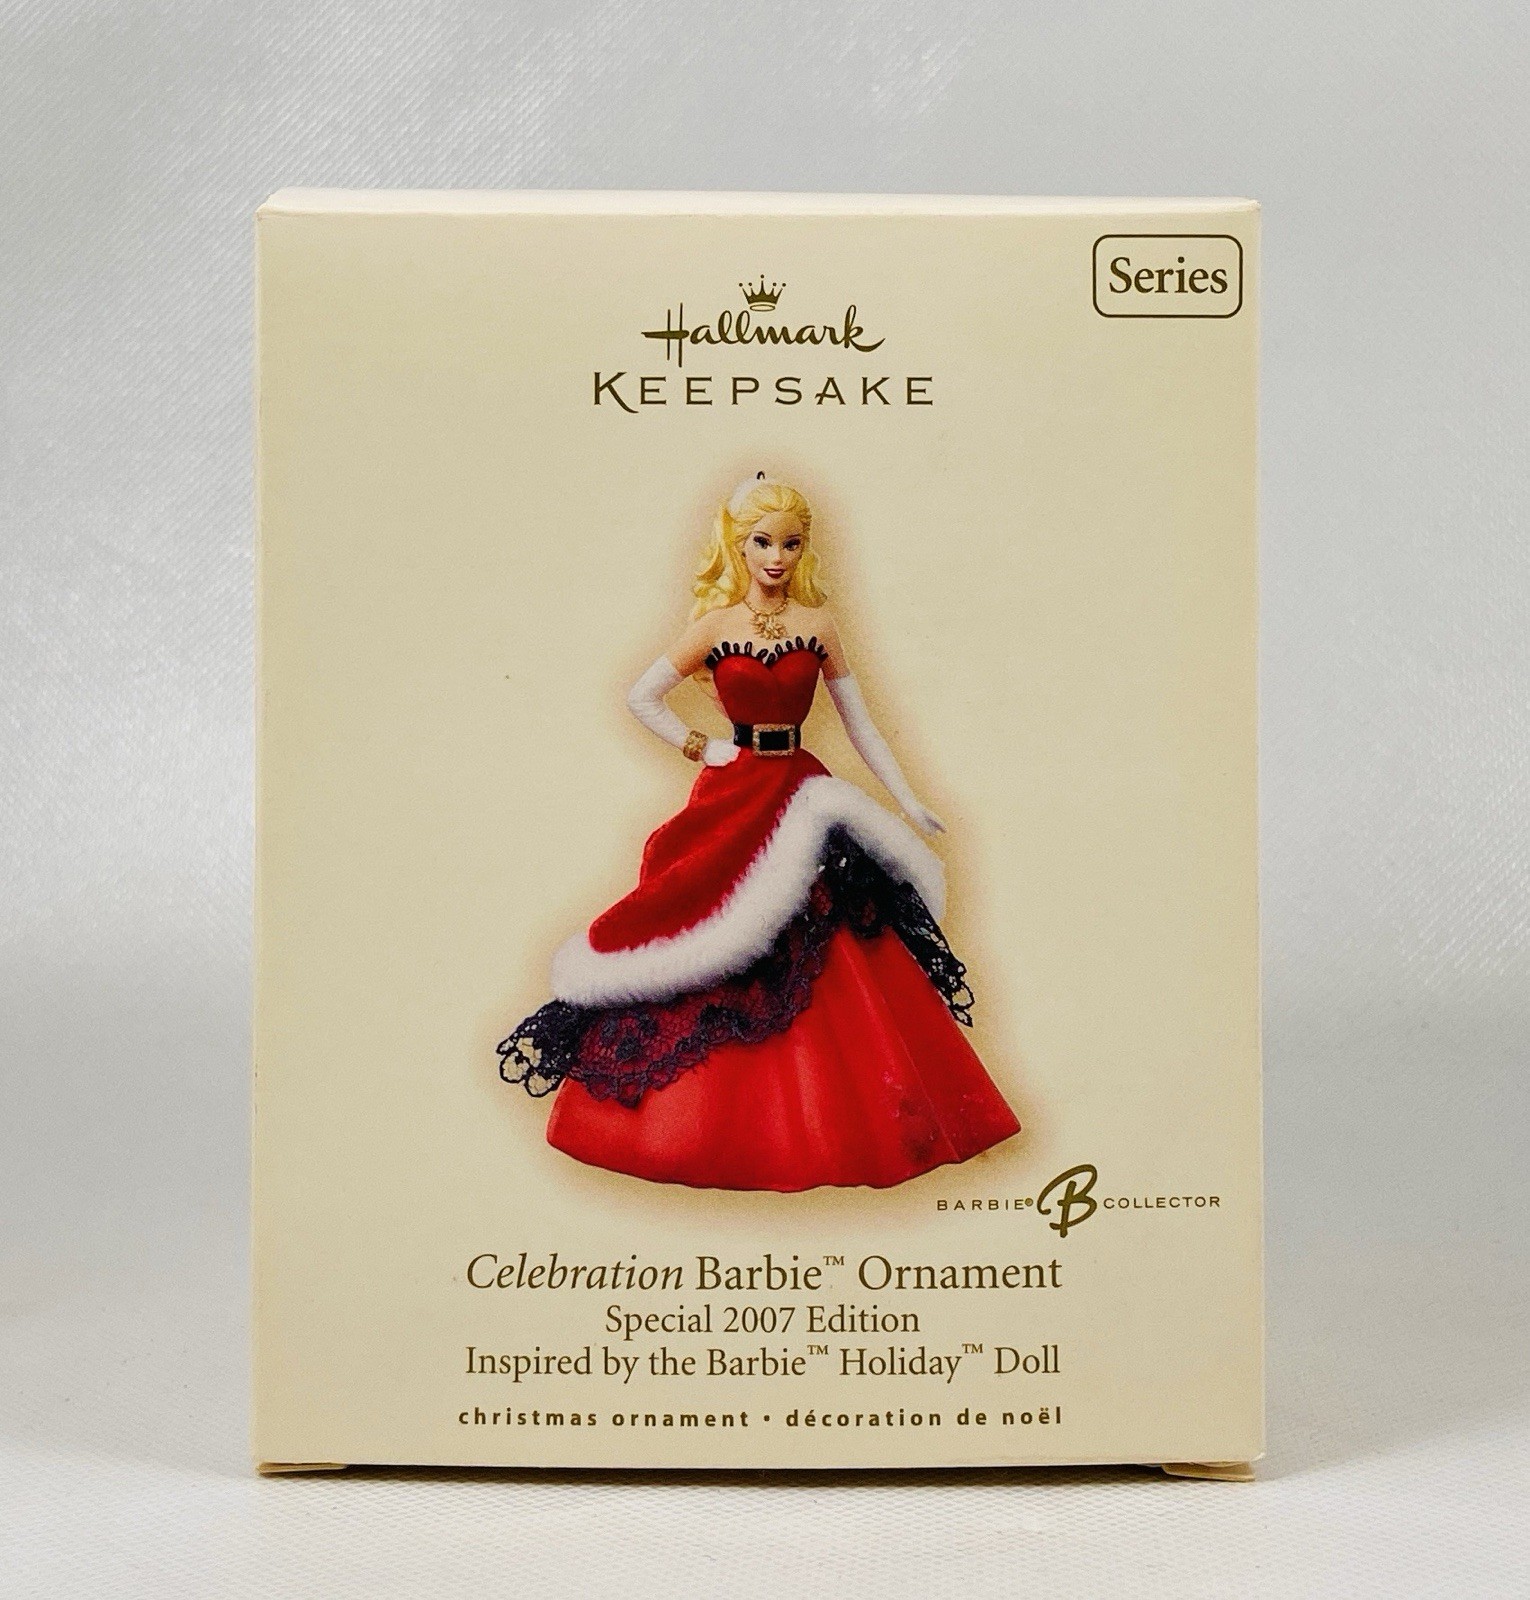 Series
Hallmark
KEEPSAKE
BARBIE® B COLLECTOR
Celebration Barbie™ Ornament
Special 2007 Edition
Inspired by the Barbie™ Holiday™ Doll
christmas ornament • décoration de noël